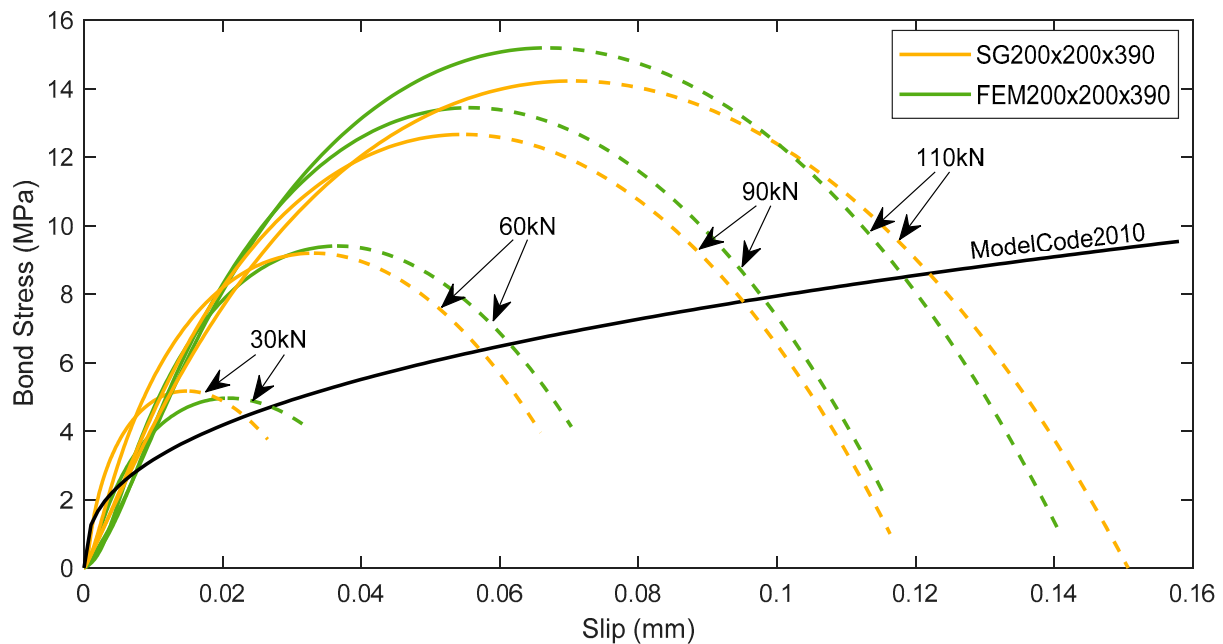 16
14
12
10
8
6
4
2
0
Bond Stress (MPa)
SG200x200x390
FEM200x200x390
110kN
90kN
60kN
30kN
ModelCode2010
0 0.02 0.04 0.06 0.08 0.1 0.12 0.14 0.16
Slip (mm)